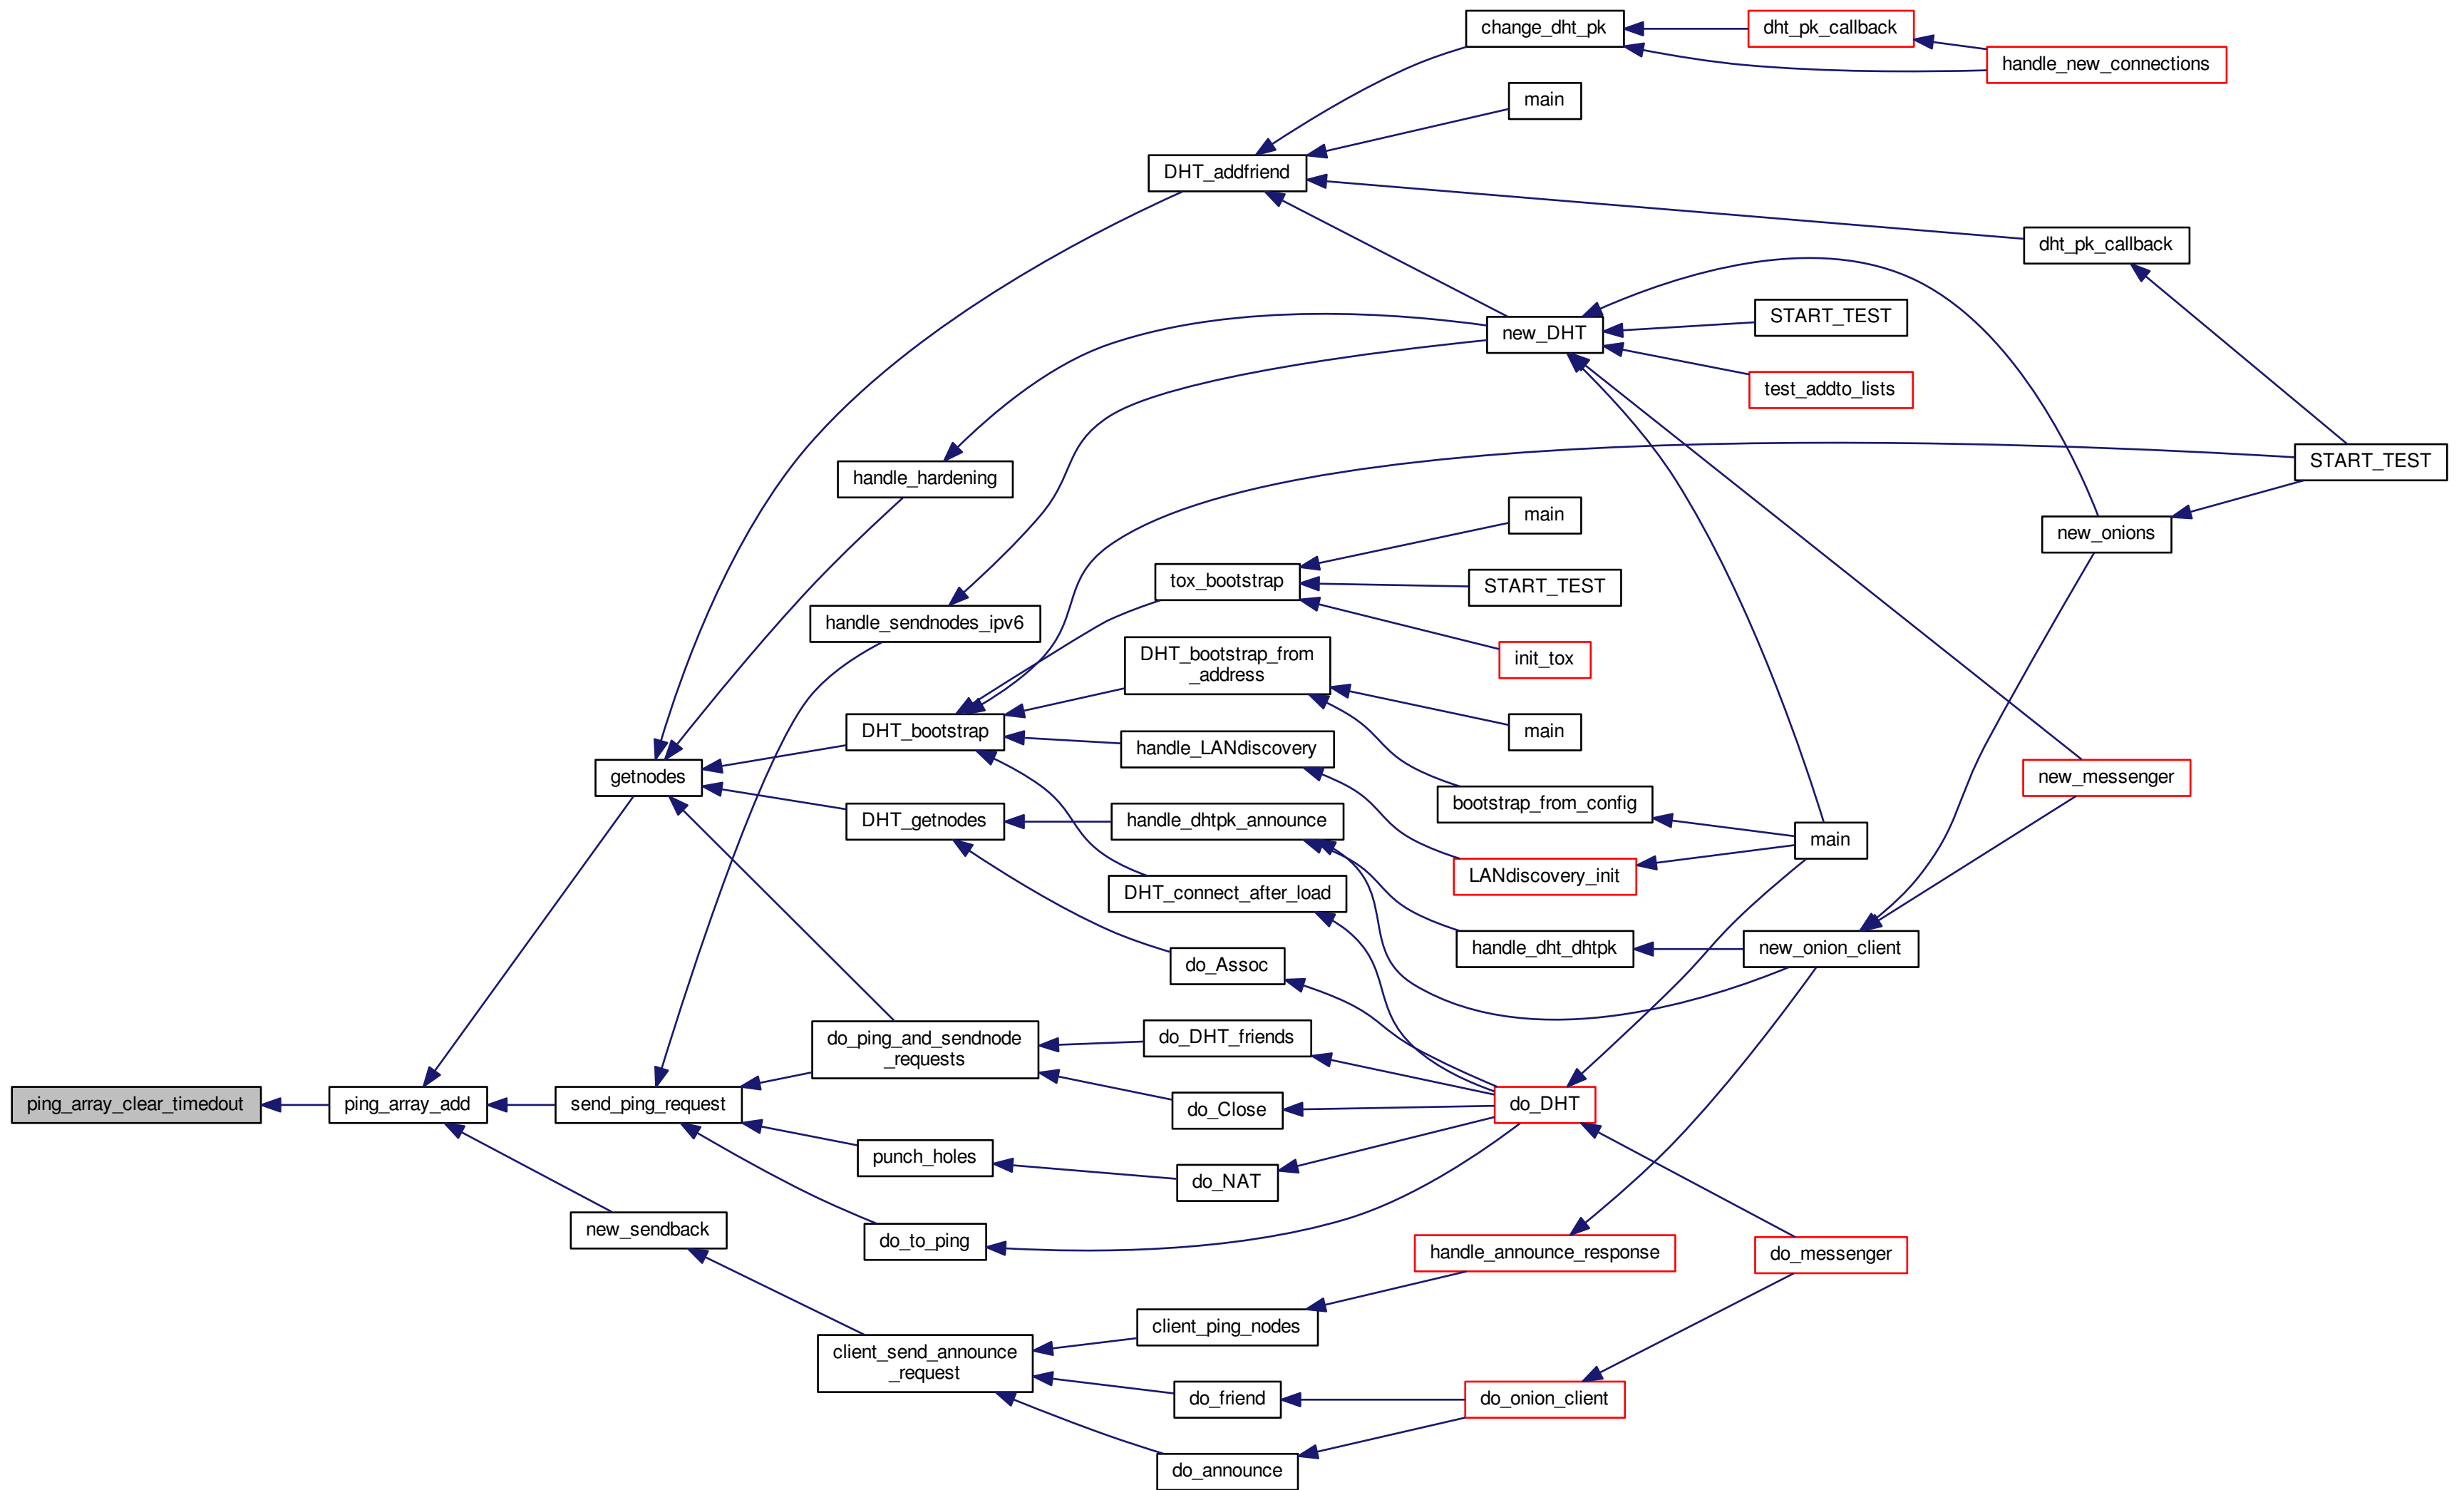 change_dht_pk
dht_pk_callback
handle_new_connections
main
DHT_addfriend
dht_pk_callback
START_TEST
new_DHT
test_addto_lists
START_TEST
handle_hardening
main
new_onions
tox_bootstrap
START_TEST
handle_sendnodes_ipv6
init_tox
DHT_bootstrap_from
_address
DHT_bootstrap
main
handle_LANdiscovery
getnodes
new_messenger
bootstrap_from_config
DHT_getnodes
handle_dhtpk_announce
main
LANdiscovery_init
DHT_connect_after_load
handle_dht_dhtpk
new_onion_client
do_Assoc
do_ping_and_sendnode
_requests
do_DHT_friends
ping_array_clear_timedout
ping_array_add
send_ping_request
do_Close
do_DHT
punch_holes
do_NAT
new_sendback
do_to_ping
handle_announce_response
do_messenger
client_ping_nodes
client_send_announce
_request
do_friend
do_onion_client
do_announce